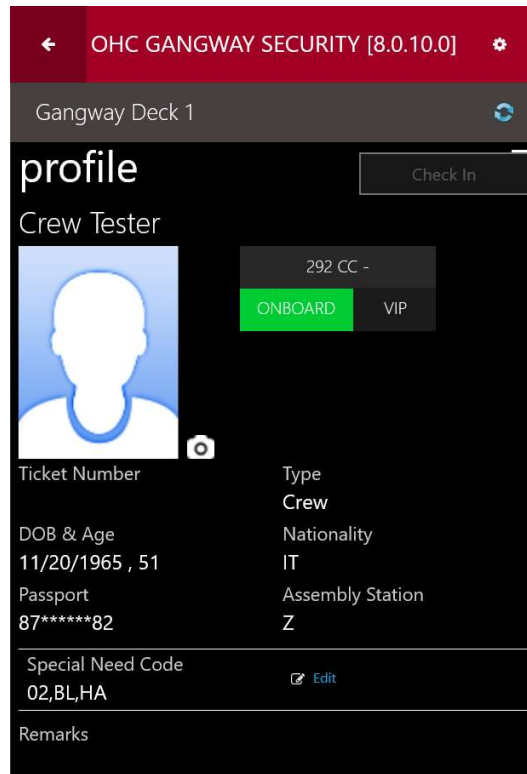 OHC GANGWAY SECURITY [8.0.10.0]
Gangway Deck 1
profile
Check In
Crew Tester
292 CC -
ONBOARD VIP
Ticket Number Type
Crew
DOB & Age Nationality
11/20/1965 , 51 IT
Passport Assembly Station
87******82 Z
Special Need Code Edit
02,BL,HA
Remarks